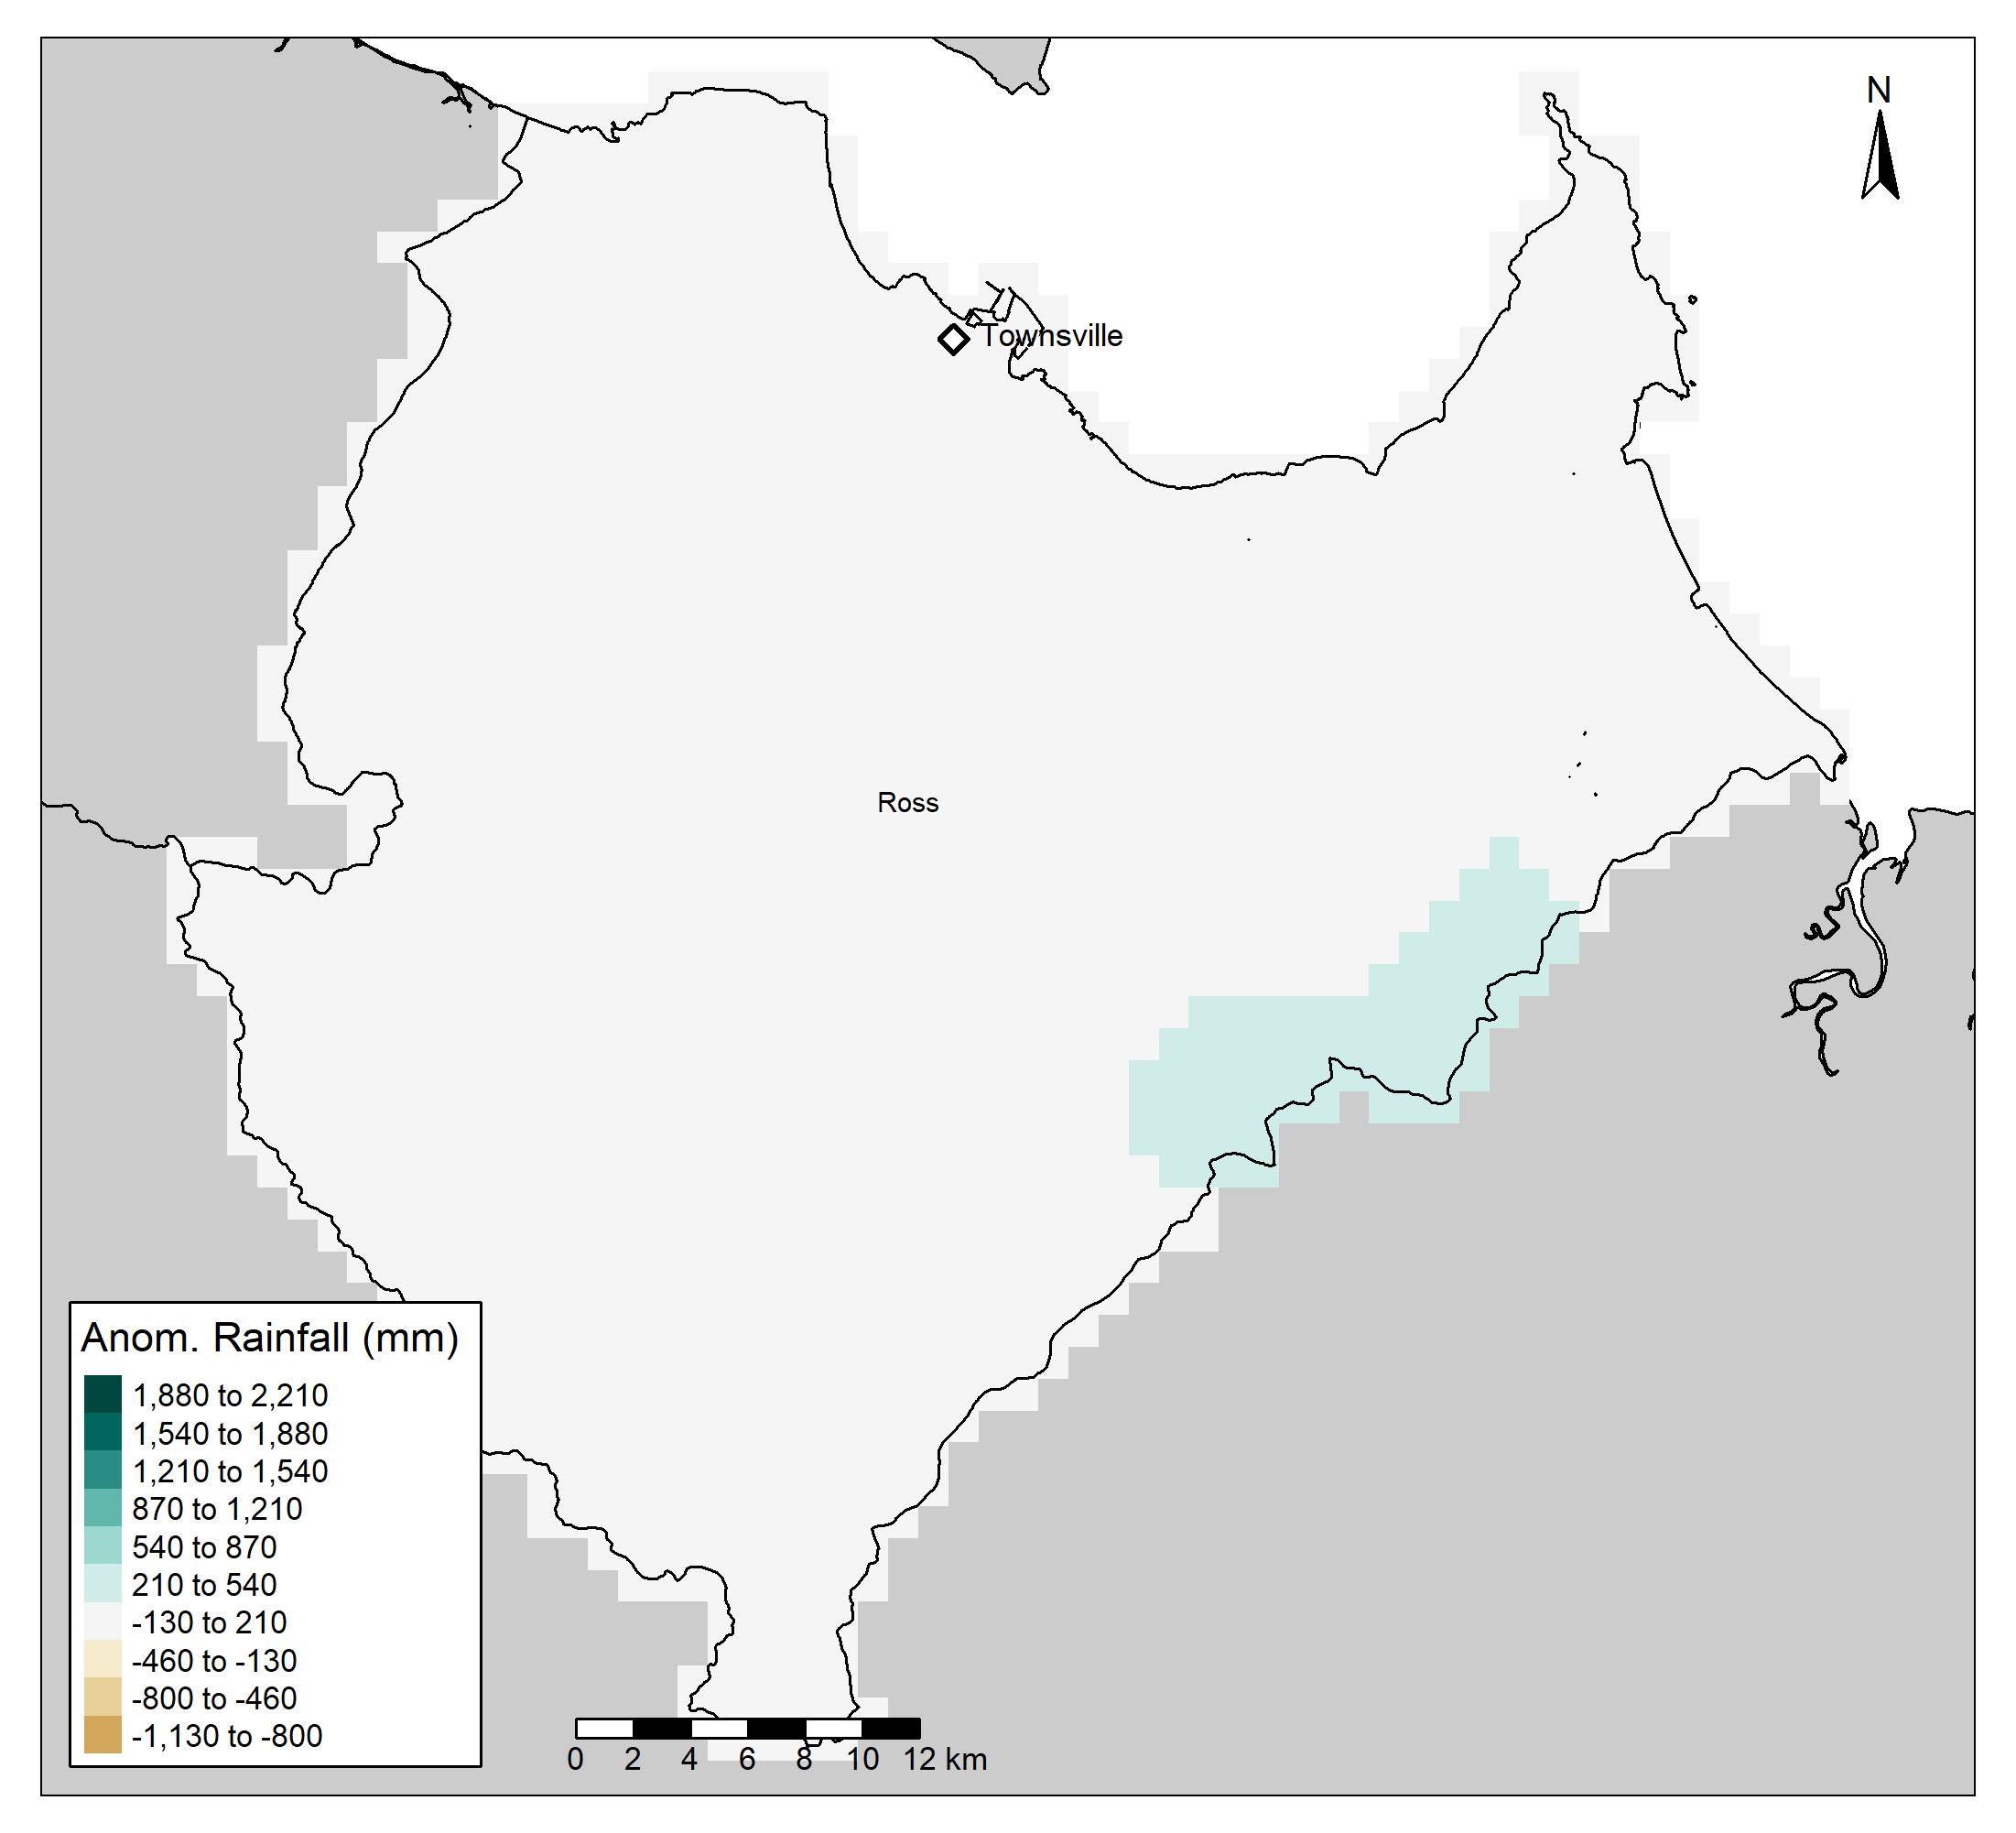 N
Townsville
Ross
Anom. Rainfall (mm)
1,880 to 2,210
1,540 to 1,880
1,210 to 1,540
870 to 1,210
540 to 870
210 to 540
-130 to 210
-460 to -130
-800 to -460
-1,130 to -800
0 2 4 6 8 10 12 km